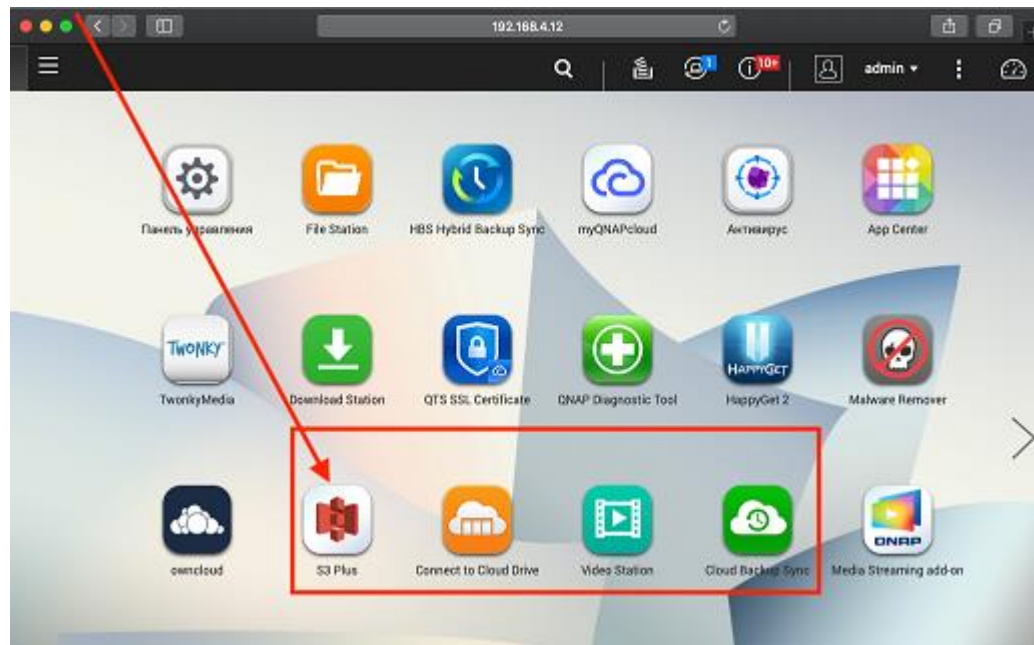 192.168.4.12
1 10+ admin
Панель управления File Station HBS Hybrid Backup Sync myQNAPcloud Антивирус App Center
TWONKY HAPPYGET
TwonkyMedia Download Station QTS SSL Certificate QNAP Diagnostic Tool HappyGet 2 Malware Remover
QNAP
owncloud S3 Plus Connect to Cloud Drive Video Station Cloud Backup Sync Media Streaming add-on